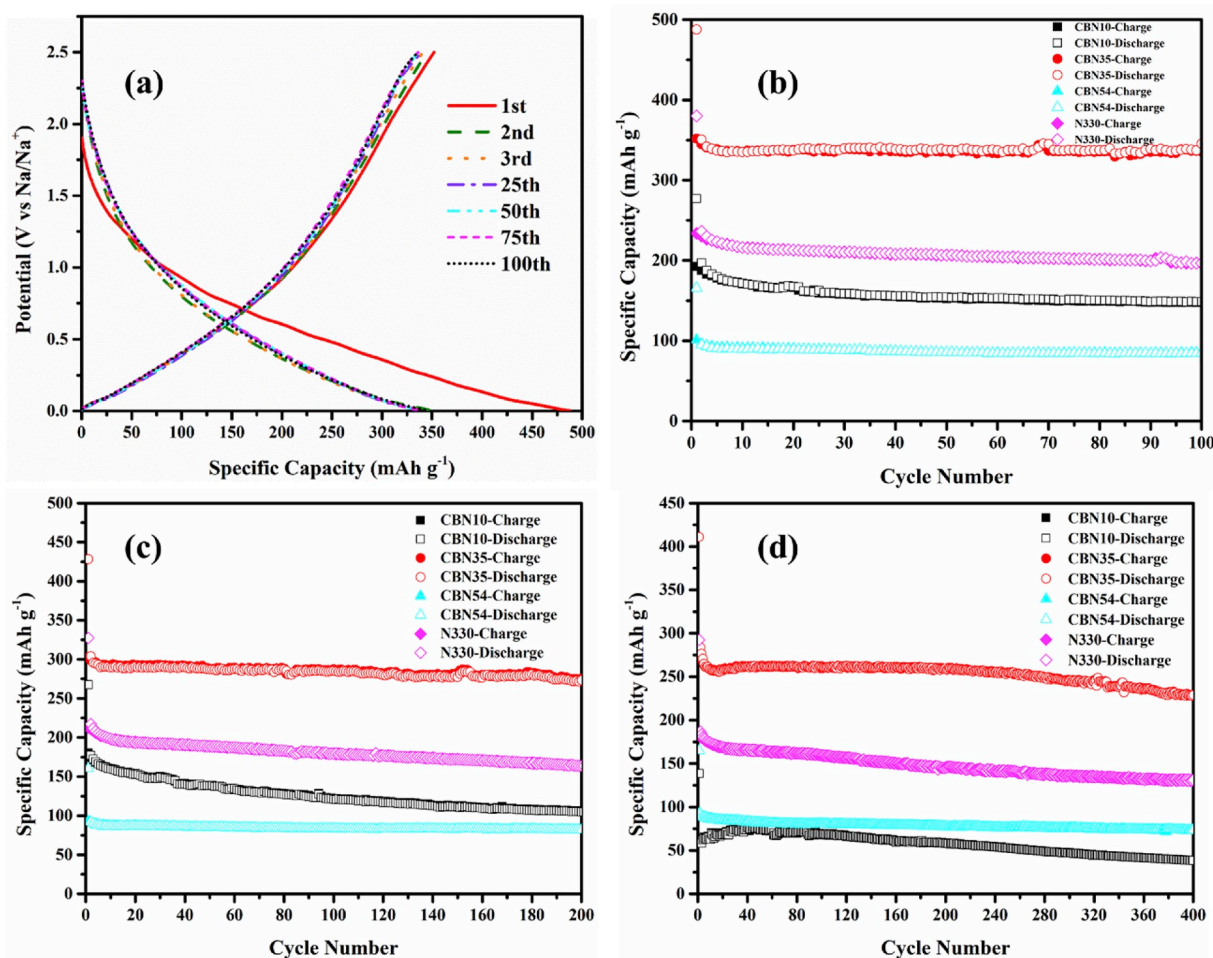 (a)
Potential (V vs Na/Na⁺)
2.5
2.0
1.5
1.0
0.5
0.0
1st
2nd
3rd
25th
50th
75th
100th
0 50 100 150 200 250 300 350 400 450 500
Specific Capacity (mAh g⁻¹)
(b)
Specific Capacity (mAh g⁻¹)
500
400
300
200
100
0
CBN10-Charge
CBN10-Discharge
CBN35-Charge
CBN35-Discharge
CBN54-Charge
CBN54-Discharge
N330-Charge
N330-Discharge
0 10 20 30 40 50 60 70 80 90 100
Cycle Number
(c)
Specific Capacity (mAh g⁻¹)
500
450
400
350
300
250
200
150
100
50
0
CBN10-Charge
CBN10-Discharge
CBN35-Charge
CBN35-Discharge
CBN54-Charge
CBN54-Discharge
N330-Charge
N330-Discharge
0 20 40 60 80 100 120 140 160 180 200
Cycle Number
(d)
Specific Capacity (mAh g⁻¹)
450
400
350
300
250
200
150
100
50
0
CBN10-Charge
CBN10-Discharge
CBN35-Charge
CBN35-Discharge
CBN54-Charge
CBN54-Discharge
N330-Charge
N330-Discharge
0 40 80 120 160 200 240 280 320 360 400
Cycle Number